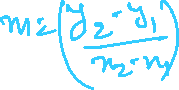 m = (y₂ - y₁ / x₂ - x₁)